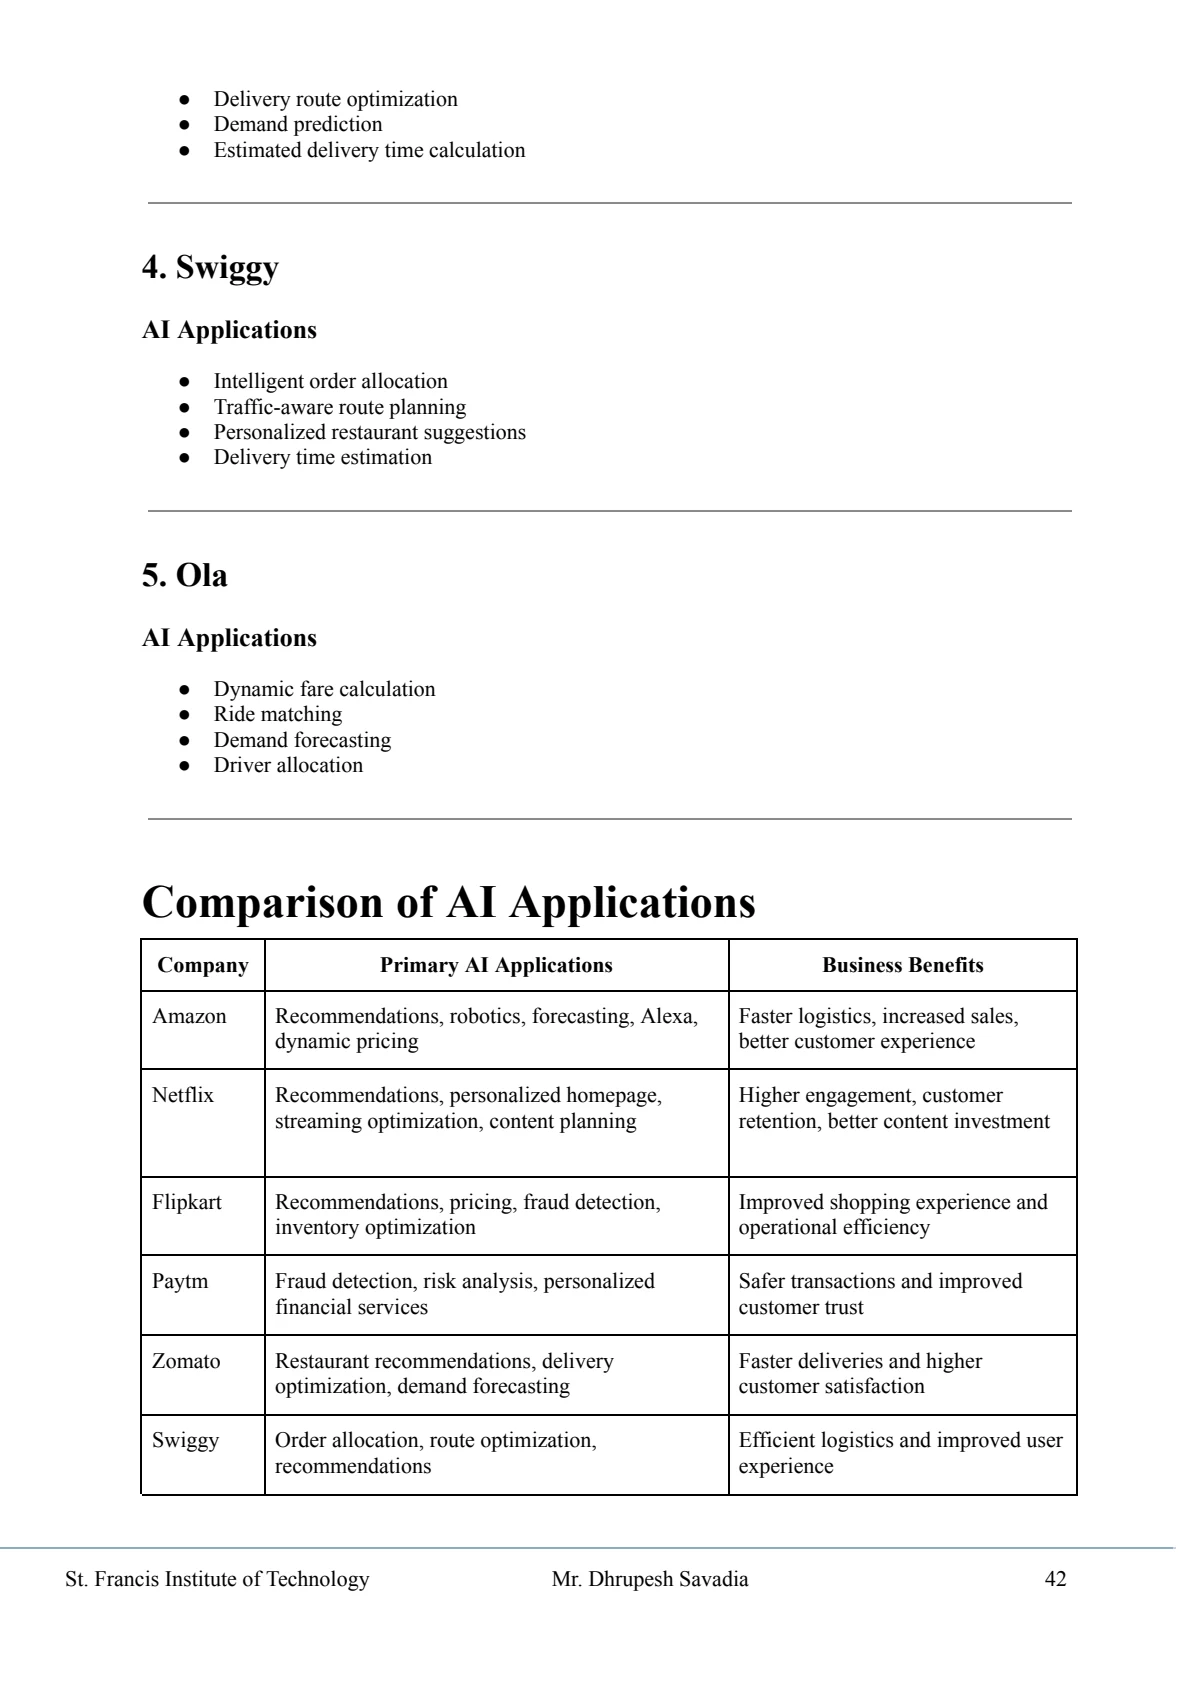 ● Delivery route optimization
● Demand prediction
● Estimated delivery time calculation
4. Swiggy
AI Applications
● Intelligent order allocation
● Traffic-aware route planning
● Personalized restaurant suggestions
● Delivery time estimation
5. Ola
AI Applications
● Dynamic fare calculation
● Ride matching
● Demand forecasting
● Driver allocation
Comparison of AI Applications
Company Primary AI Applications Business Benefits
Amazon Recommendations, robotics, forecasting, Alexa, Faster logistics, increased sales,
dynamic pricing better customer experience
Netflix Recommendations, personalized homepage, Higher engagement, customer
streaming optimization, content planning retention, better content investment
Flipkart Recommendations, pricing, fraud detection, Improved shopping experience and
inventory optimization operational efficiency
Paytm Fraud detection, risk analysis, personalized Safer transactions and improved
financial services customer trust
Zomato Restaurant recommendations, delivery Faster deliveries and higher
optimization, demand forecasting customer satisfaction
Swiggy Order allocation, route optimization, Efficient logistics and improved user
recommendations experience
St. Francis Institute of Technology Mr. Dhrupesh Savadia 42